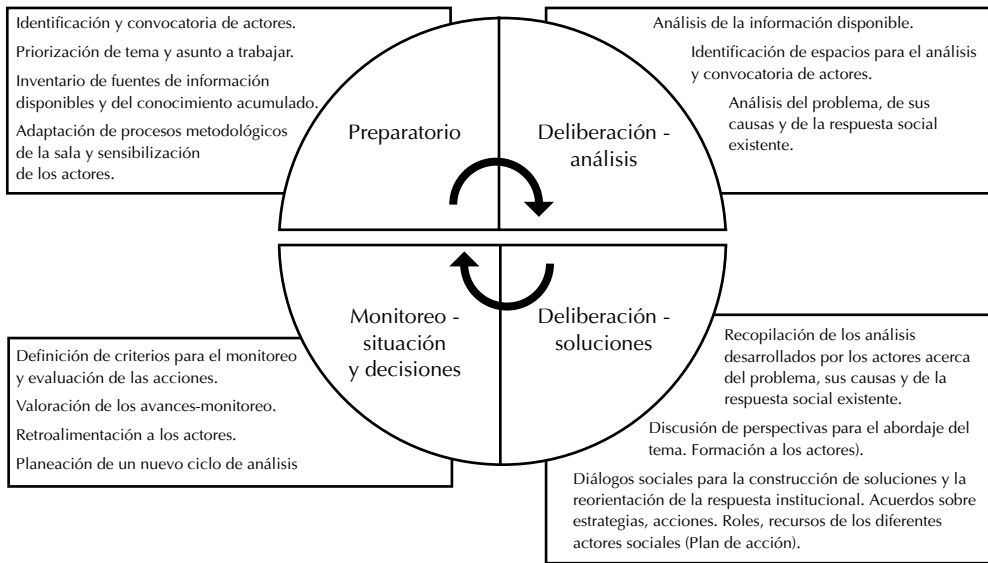 Identificación y convocatoria de actores.
Priorización de tema y asunto a trabajar.
Inventario de fuentes de información
disponibles y del conocimiento acumulado.
Adaptación de procesos metodológicos
de la sala y sensibilización
de los actores.
Preparatorio
Deliberación -
análisis
Análisis de la información disponible.
Identificación de espacios para el análisis
y convocatoria de actores.
Análisis del problema, de sus
causas y de la respuesta social
existente.
Monitoreo -
situación
y decisiones
Deliberación -
soluciones
Definición de criterios para el monitoreo
y evaluación de las acciones.
Valoración de los avances-monitoreo.
Retroalimentación a los actores.
Planeación de un nuevo ciclo de análisis
Recopilación de los análisis
desarrollados por los actores acerca
del problema, sus causas y de la
respuesta social existente.
Discusión de perspectivas para el abordaje del
tema. Formación a los actores).
Diálogos sociales para la construcción de soluciones y la
reorientación de la respuesta institucional. Acuerdos sobre
estrategias, acciones. Roles, recursos de los diferentes
actores sociales (Plan de acción).